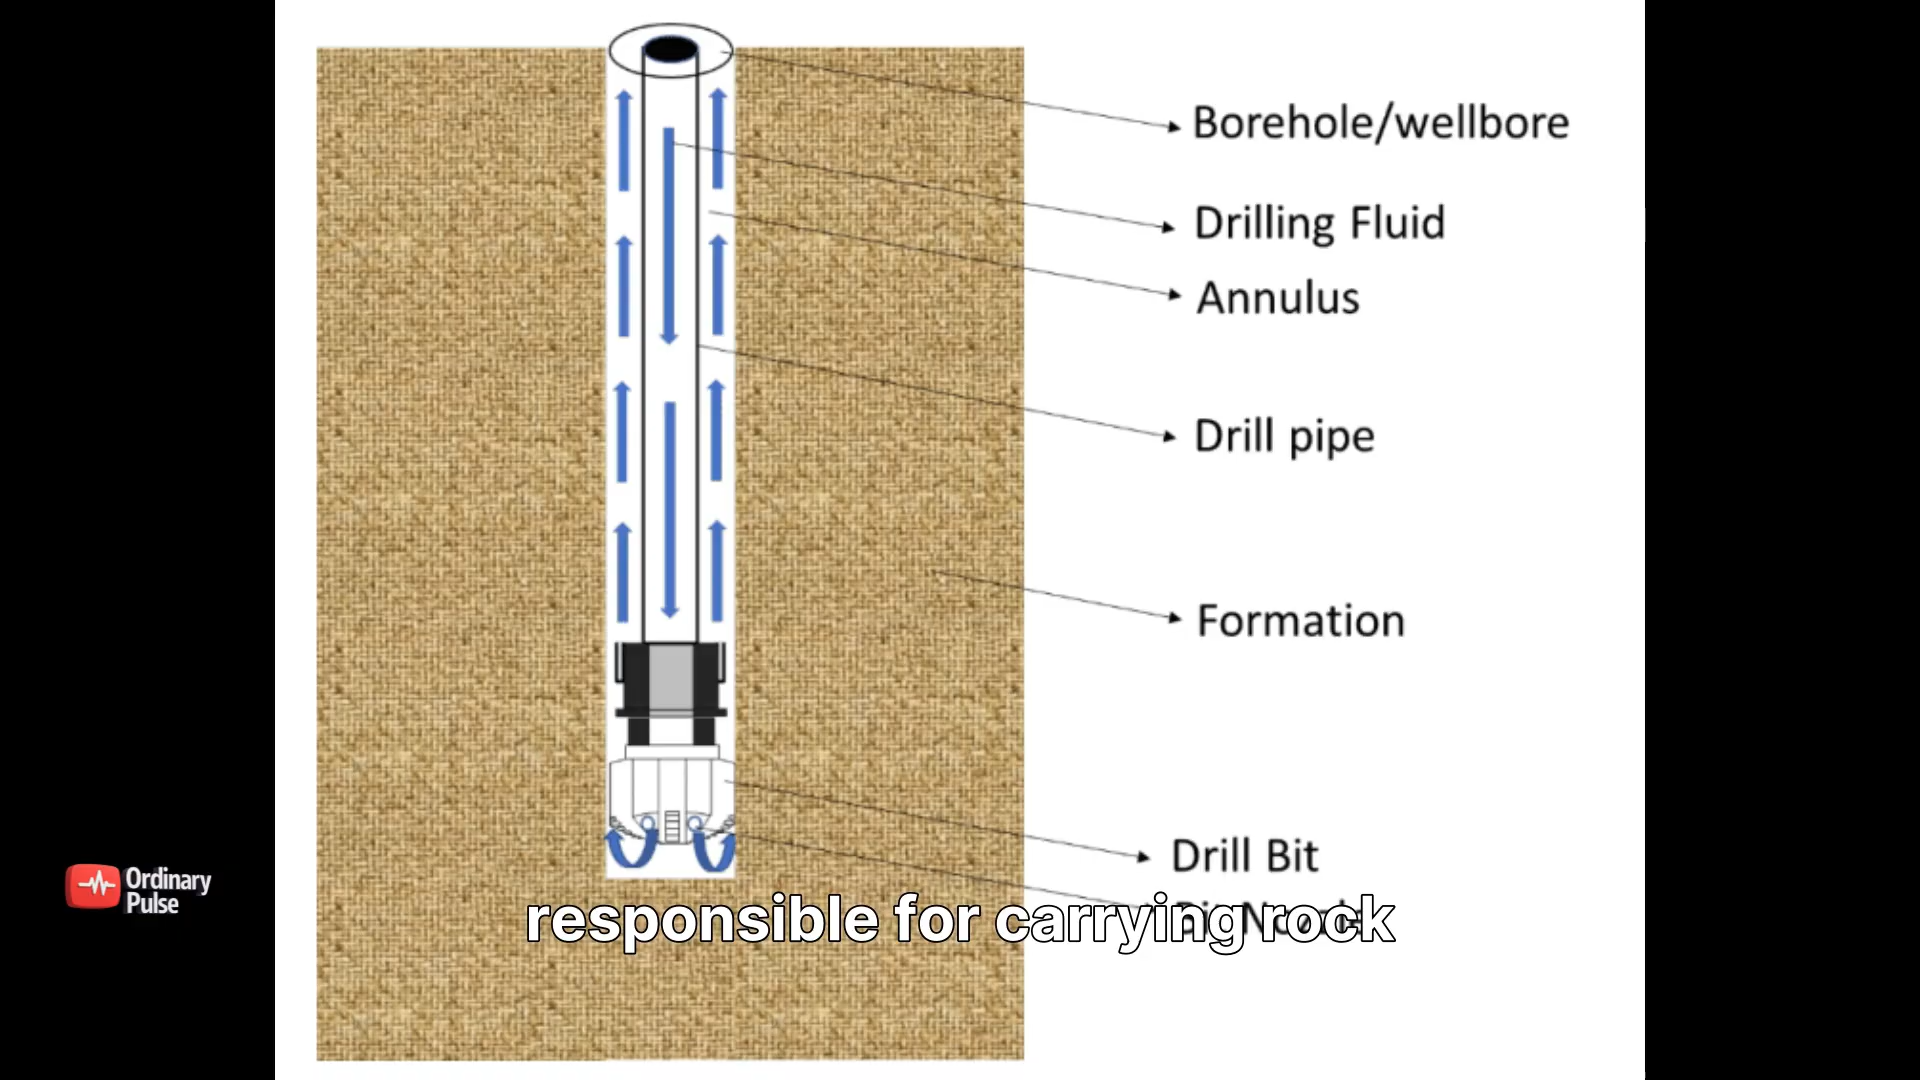 Borehole/wellbore
Drilling Fluid
Annulus
Drill pipe
Formation
Drill Bit
Ordinary
Pulse
responsible for carrying rock